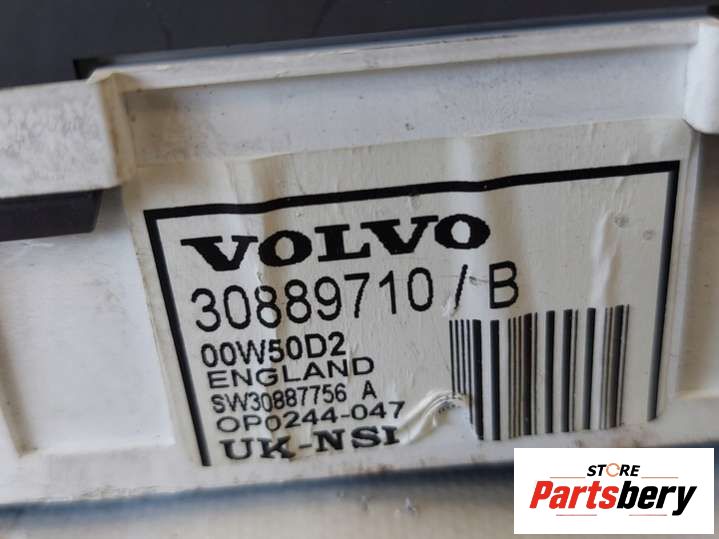 VOLVO
30889710 / B
00W50D2
ENGLAND
SW30887756 A
OP0244-047
UK-NSI
STORE
Partsbery